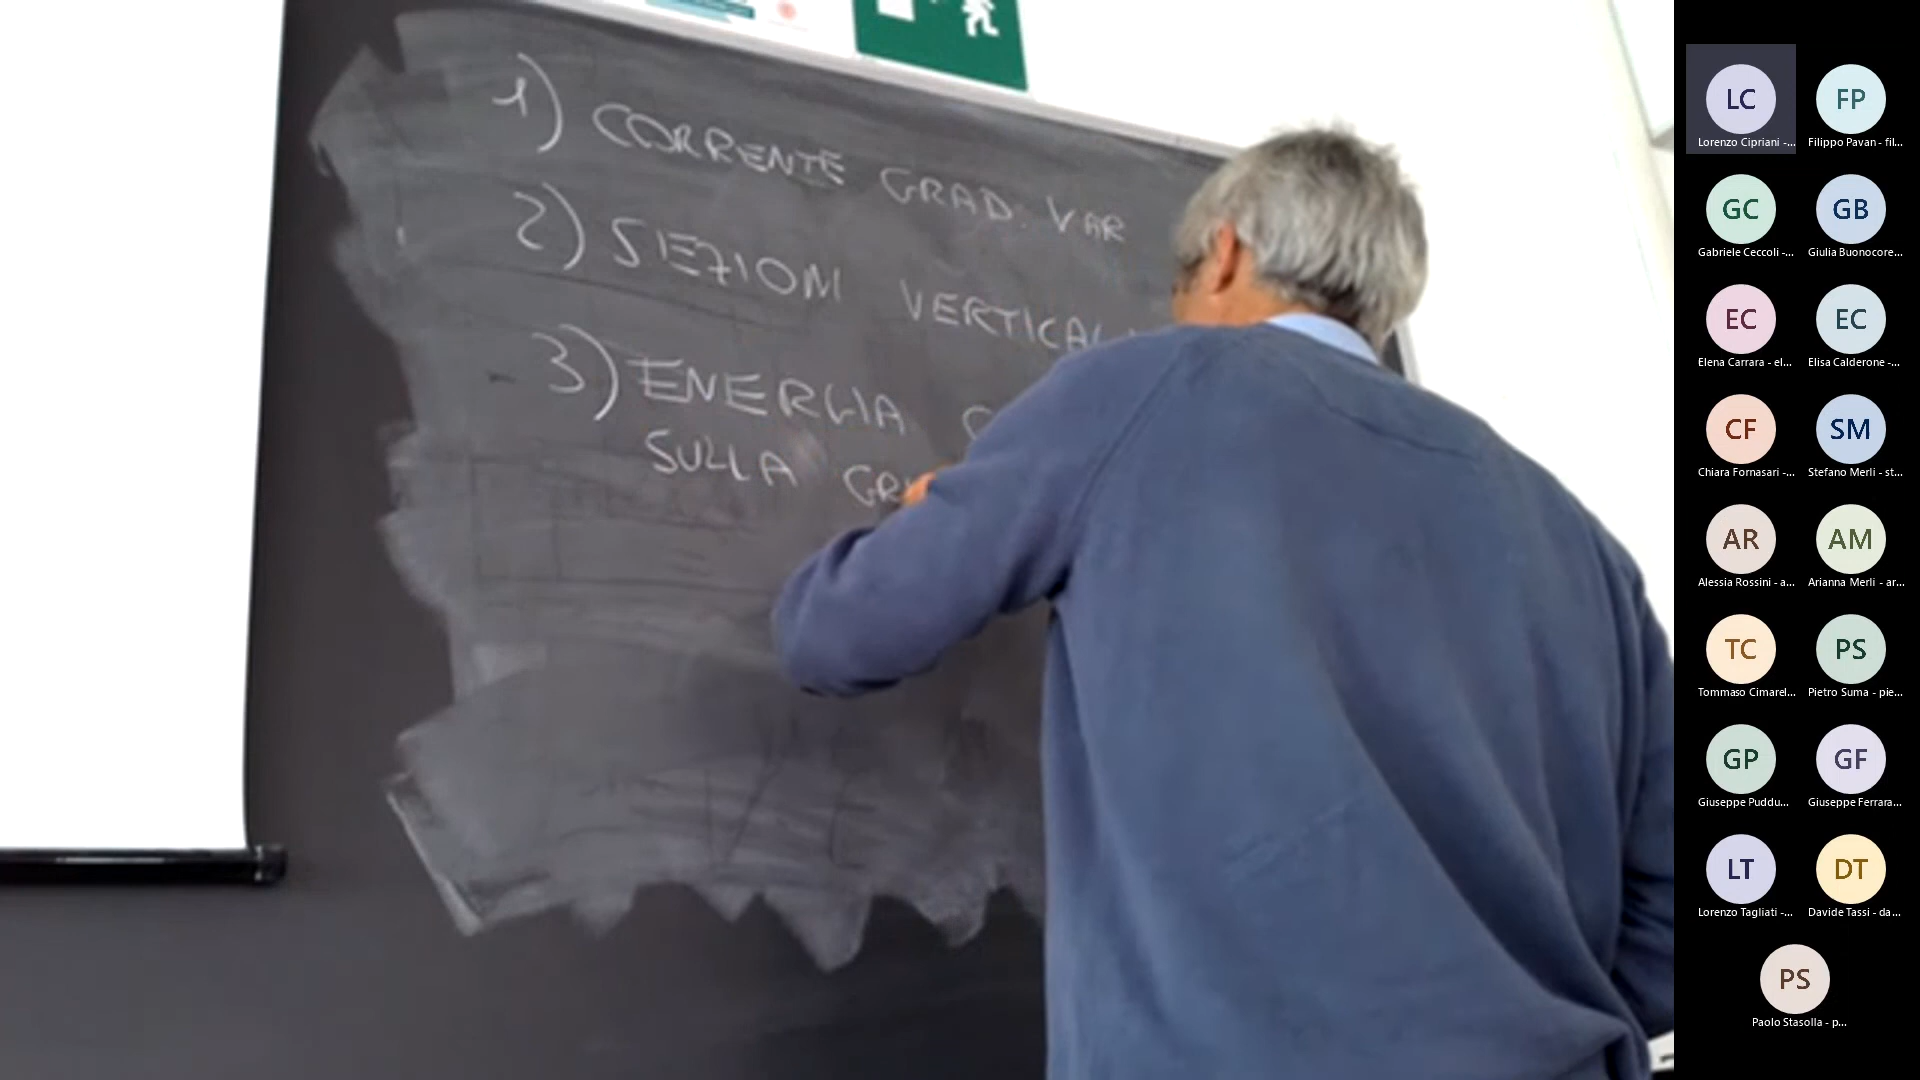 1) CORRENTE GRAD. VAR
2) SEZIONI VERTICALI
3) ENERGIA
SULLA
LC
Lorenzo Cipriani -...
FP
Filippo Pavan - fil...
GC
Gabriele Ceccoli -...
GB
Giulia Buonocore...
EC
Elena Carrara - el...
EC
Elisa Calderone -...
CF
Chiara Fornasari -...
SM
Stefano Merli - st...
AR
Alessia Rossini - a...
AM
Arianna Merli - ar...
TC
Tommaso Cimarel...
PS
Pietro Suma - pie...
GP
Giuseppe Puddu...
GF
Giuseppe Ferrara...
LT
Lorenzo Tagliati -...
DT
Davide Tassi - da...
PS
Paolo Stasolla - p...